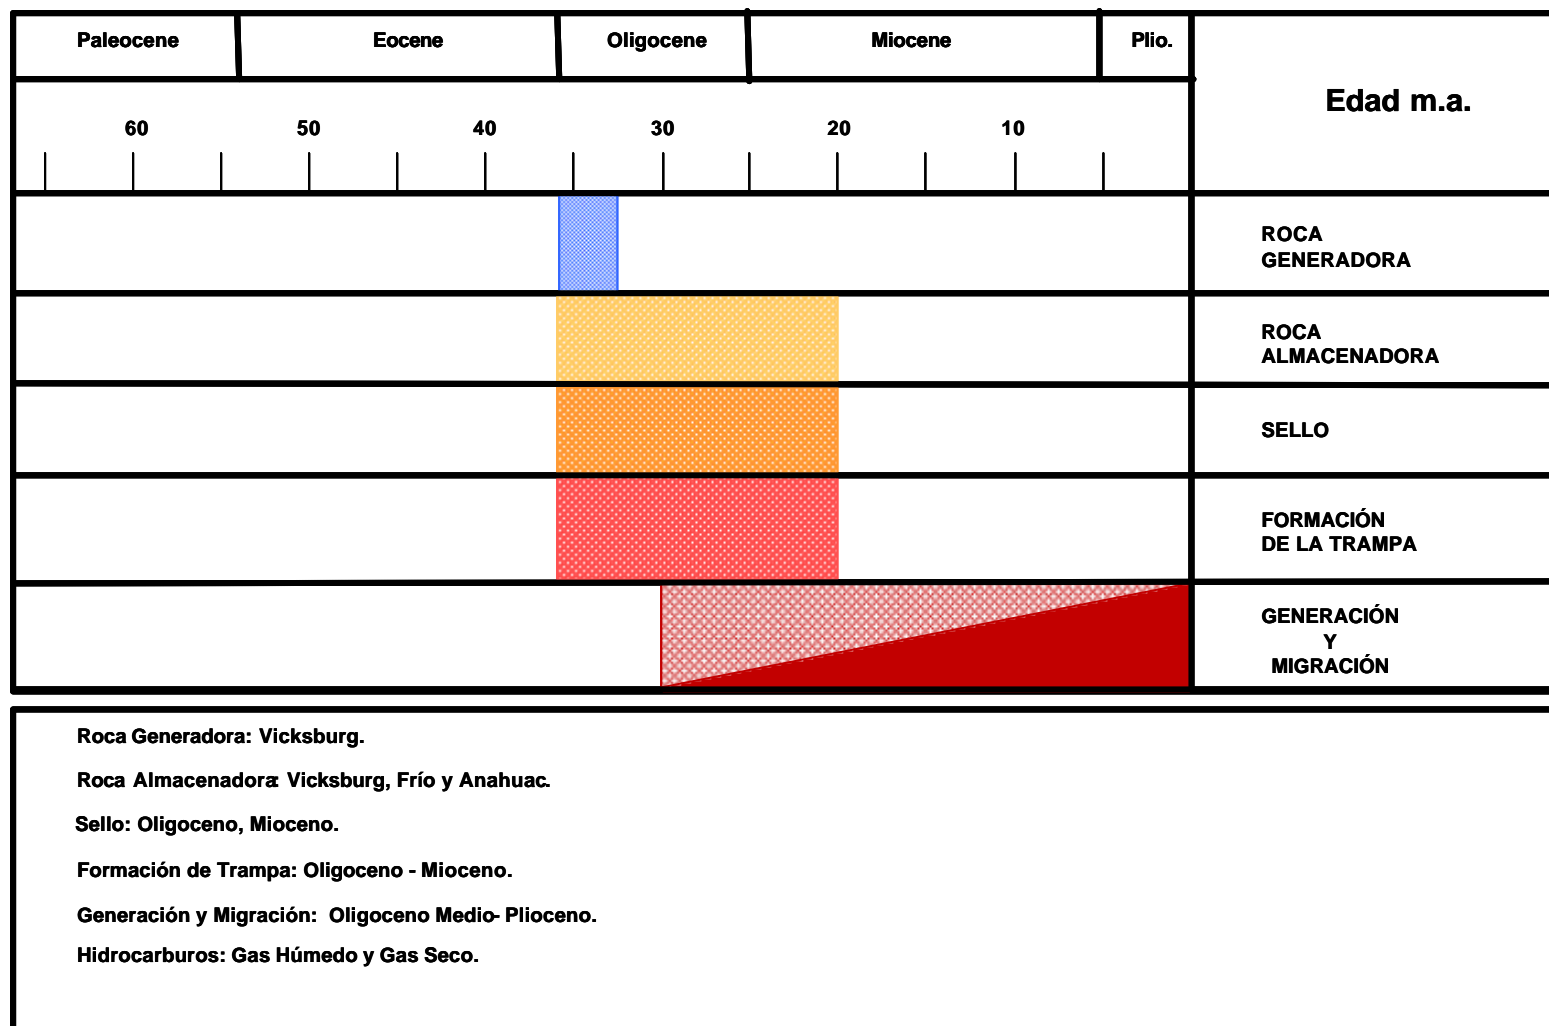 Paleocene Eocene Oligocene Miocene Plio.
Edad m.a.
60 50 40 30 20 10
ROCA
GENERADORA
ROCA
ALMACENADORA
SELLO
FORMACIÓN
DE LA TRAMPA
GENERACIÓN
Y
MIGRACIÓN
Roca Generadora: Vicksburg.
Roca Almacenadora: Vicksburg, Frío y Anahuac.
Sello: Oligoceno, Mioceno.
Formación de Trampa: Oligoceno - Mioceno.
Generación y Migración: Oligoceno Medio- Plioceno.
Hidrocarburos: Gas Húmedo y Gas Seco.